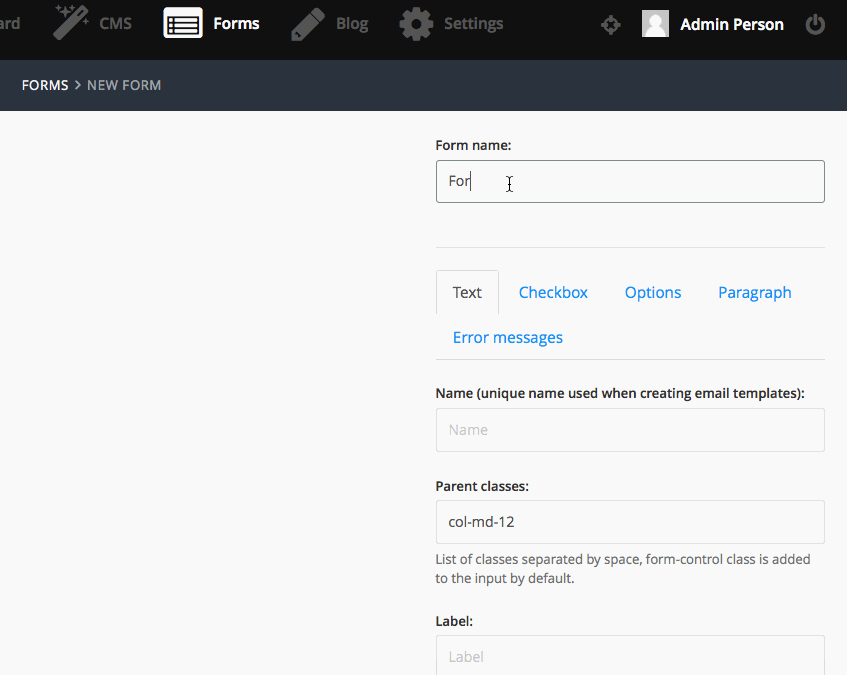 ard CMS Forms Blog Settings Admin Person
FORMS > NEW FORM
Form name:
For
Text Checkbox Options Paragraph
Error messages
Name (unique name used when creating email templates):
Name
Parent classes:
col-md-12
List of classes separated by space, form-control class is added
to the input by default.
Label:
Label